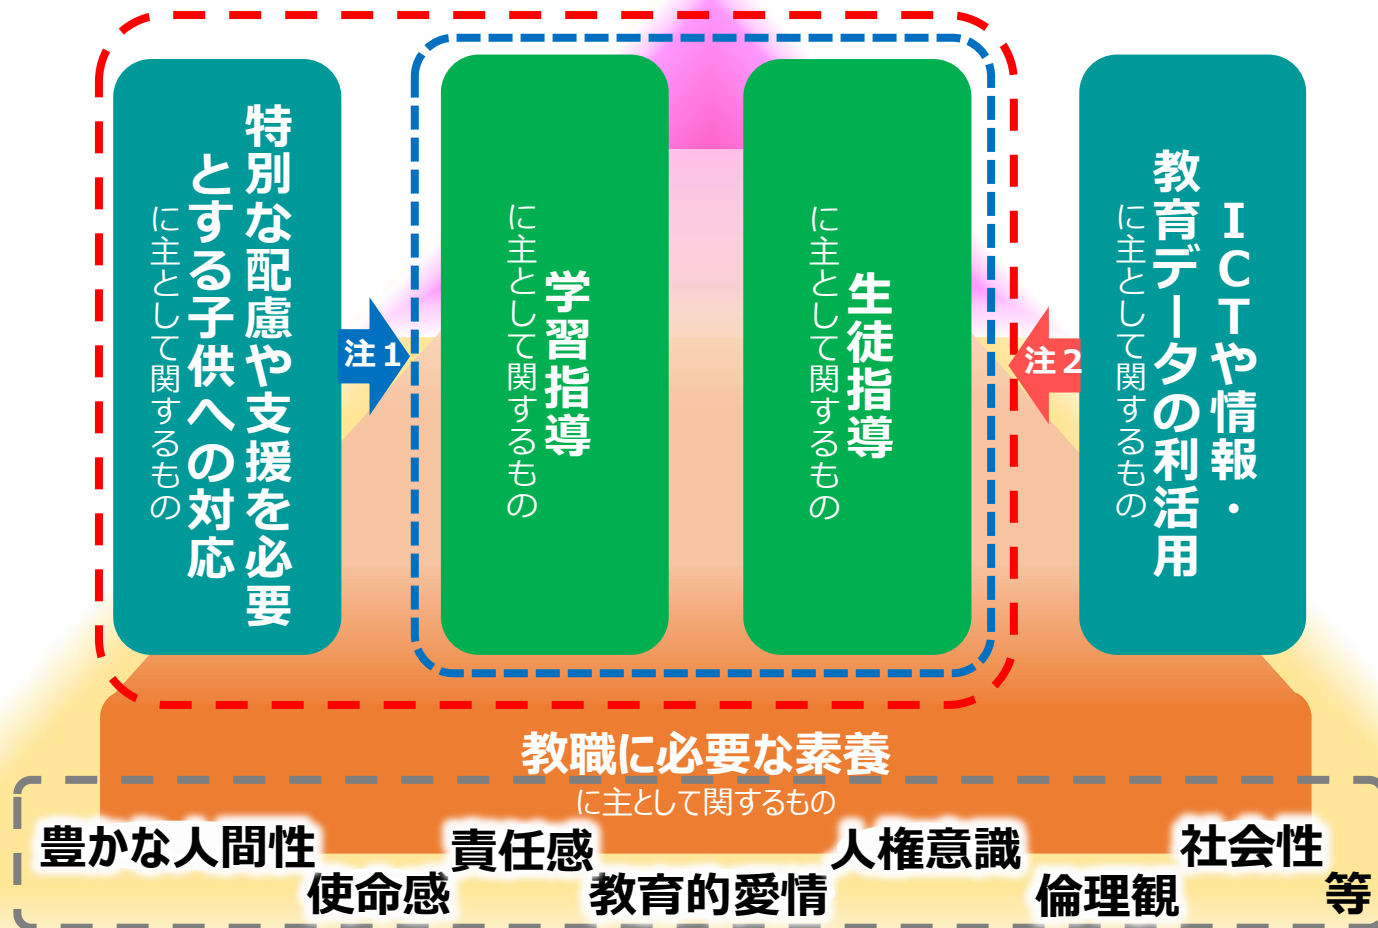 特別な配慮や支援を必要
とする子供への対応
に主として関するもの
注１
学習指導
に主として関するもの
生徒指導
に主として関するもの
注２
ＩＣＴや情報・
教育データの利活用
に主として関するもの
教職に必要な素養
に主として関するもの
豊かな人間性
使命感
責任感
教育的愛情
人権意識
倫理観
社会性
等